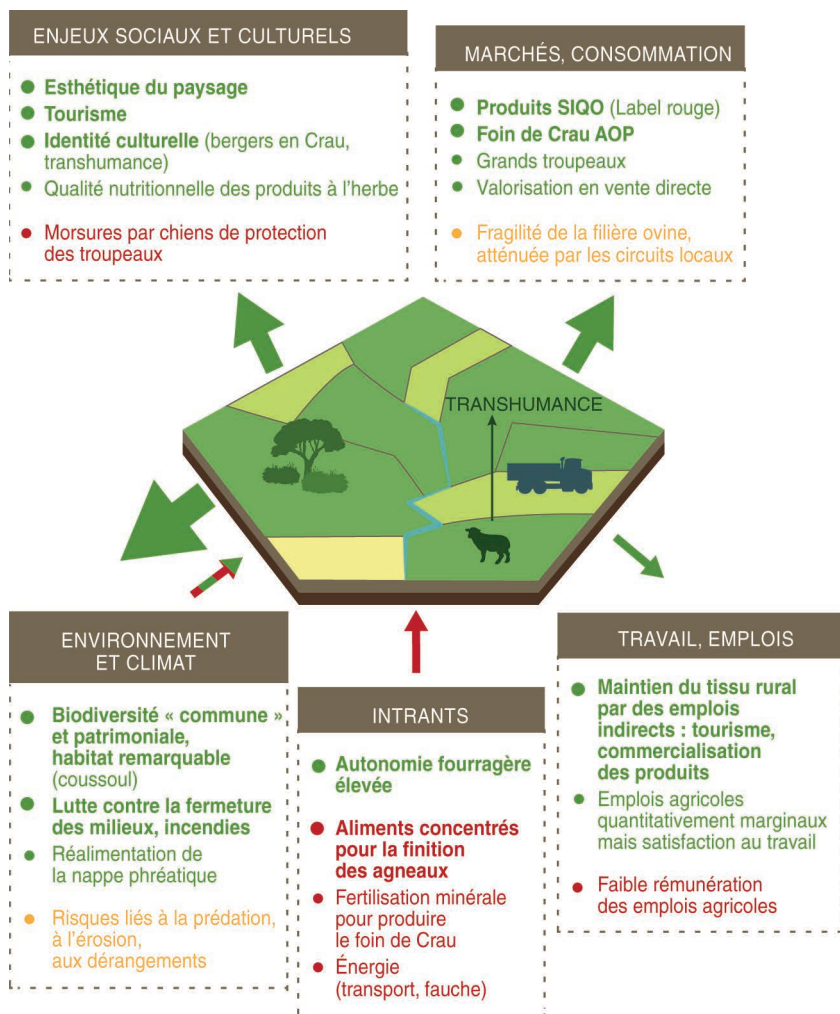 ENJEUX SOCIAUX ET CULTURELS
Esthétique du paysage
Tourisme
Identité culturelle (bergers en Crau,
transhumance)
Qualité nutritionnelle des produits à l'herbe
Morsures par chiens de protection
des troupeaux
MARCHÉS, CONSOMMATION
Produits SIQO (Label rouge)
Foin de Crau AOP
Grands troupeaux
Valorisation en vente directe
Fragilité de la filière ovine,
atténuée par les circuits locaux
TRANSHUMANCE
ENVIRONNEMENT
ET CLIMAT
Biodiversité « commune »
et patrimoniale,
habitat remarquable
(coussoul)
Lutte contre la fermeture
des milieux, incendies
Réalimentation de
la nappe phréatique
Risques liés à la prédation,
à l'érosion,
aux dérangements
INTRANTS
Autonomie fourragère
élevée
Aliments concentrés
pour la finition
des agneaux
Fertilisation minérale
pour produire
le foin de Crau
Énergie
(transport, fauche)
TRAVAIL, EMPLOIS
Maintien du tissu rural
par des emplois
indirects : tourisme,
commercialisation
des produits
Emplois agricoles
quantitativement marginaux
mais satisfaction au travail
Faible rémunération
des emplois agricoles